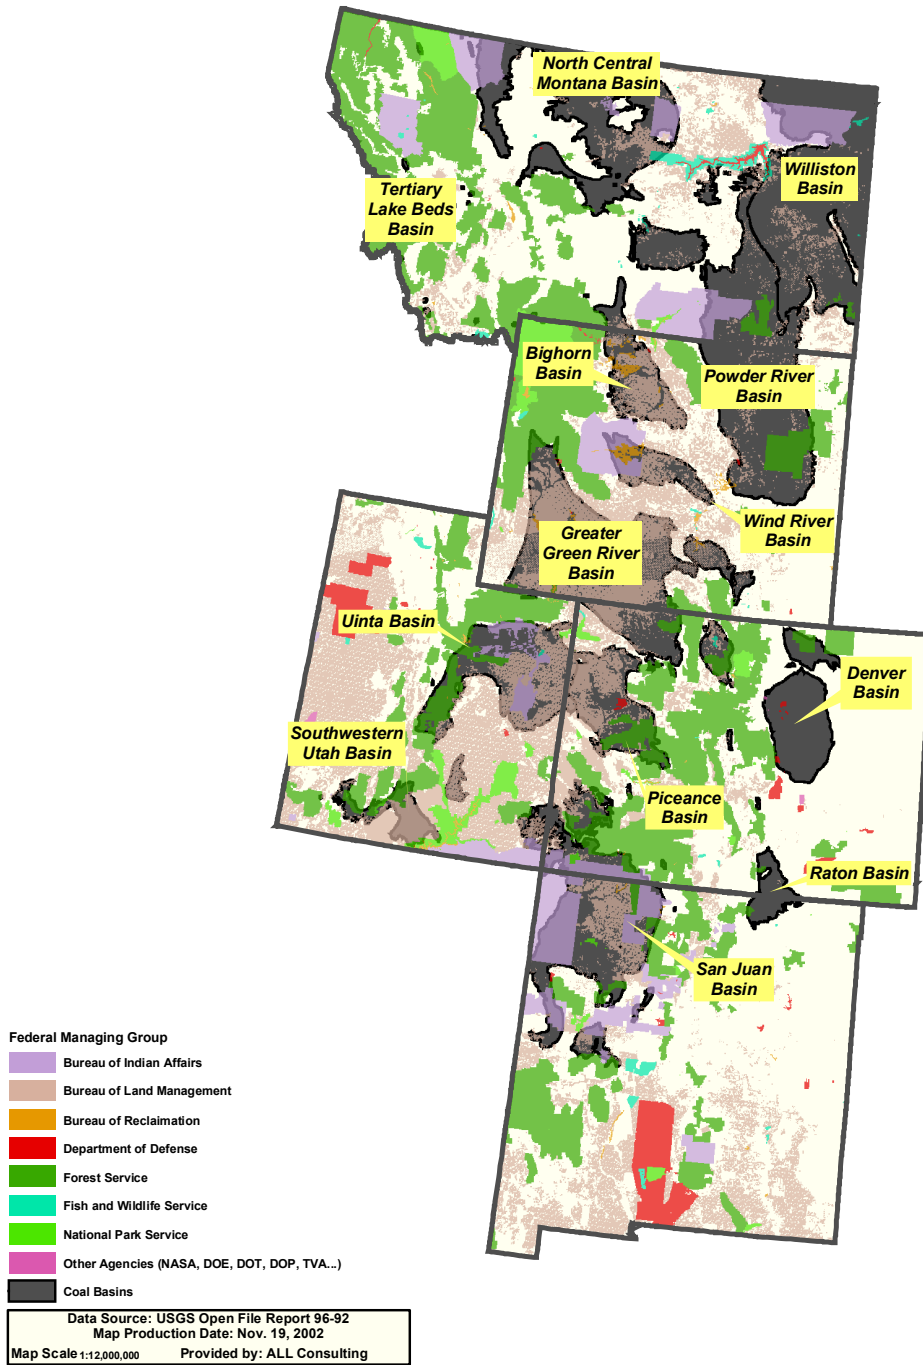 North Central
Montana Basin
Williston
Basin
Tertiary
Lake Beds
Basin
Bighorn
Basin
Powder River
Basin
Wind River
Basin
Greater
Green River
Basin
Uinta Basin
Denver
Basin
Southwestern
Utah Basin
Piceance
Basin
Raton Basin
San Juan
Basin
Federal Managing Group
Bureau of Indian Affairs
Bureau of Land Management
Bureau of Reclamation
Department of Defense
Forest Service
Fish and Wildlife Service
National Park Service
Other Agencies (NASA, DOE, DOT, DOP, TVA...)
Coal Basins
Data Source: USGS Open File Report 96-92
Map Production Date: Nov. 19, 2002
Map Scale 1:12,000,000 Provided by: ALL Consulting